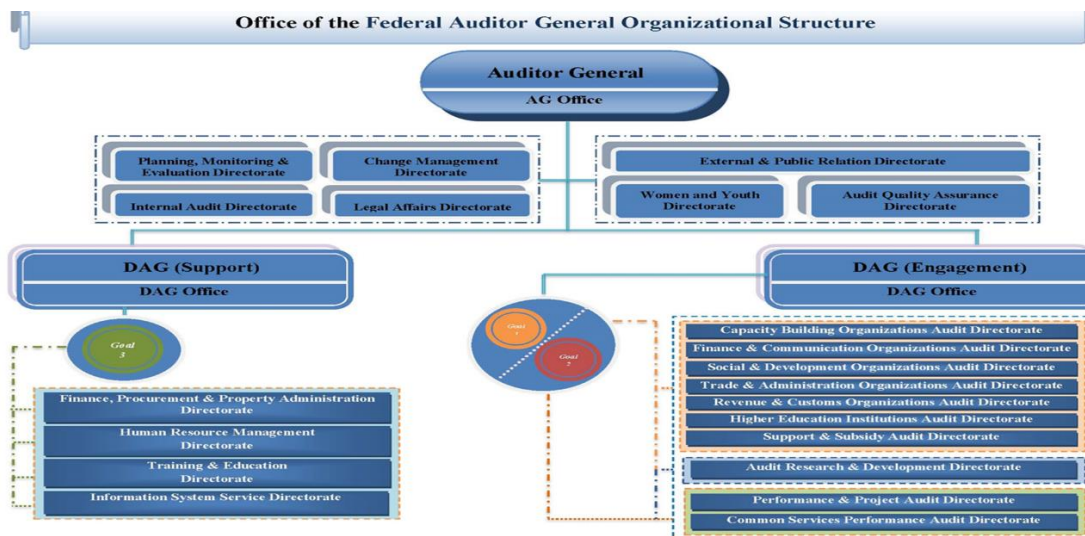 Office of the Federal Auditor General Organizational Structure
Auditor General
AG Office
Planning, Monitoring &
Evaluation Directorate
Change Management
Directorate
Internal Audit Directorate
Legal Affairs Directorate
External & Public Relation Directorate
Women and Youth
Directorate
Audit Quality Assurance
Directorate
DAG (Support)
DAG Office
DAG (Engagement)
DAG Office
Goal
3
Goal
1
Goal
2
Finance, Procurement & Property Administration
Directorate
Human Resource Management
Directorate
Training & Education
Directorate
Information System Service Directorate
Capacity Building Organizations Audit Directorate
Finance & Communication Organizations Audit Directorate
Social & Development Organizations Audit Directorate
Trade & Administration Organizations Audit Directorate
Revenue & Customs Organizations Audit Directorate
Higher Education Institutions Audit Directorate
Support & Subsidy Audit Directorate
Audit Research & Development Directorate
Performance & Project Audit Directorate
Common Services Performance Audit Directorate